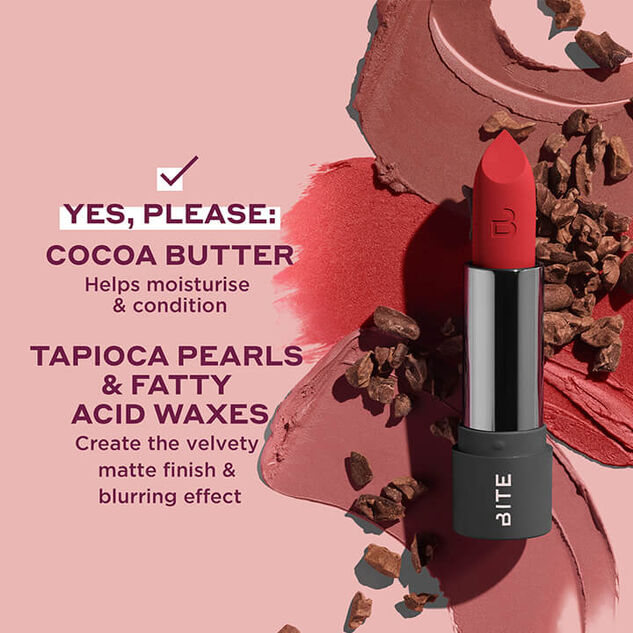 YES, PLEASE:
COCOA BUTTER
Helps moisturise
& condition
TAPIOCA PEARLS
& FATTY
ACID WAXES
Create the velvety
matte finish &
blurring effect
B
BITE